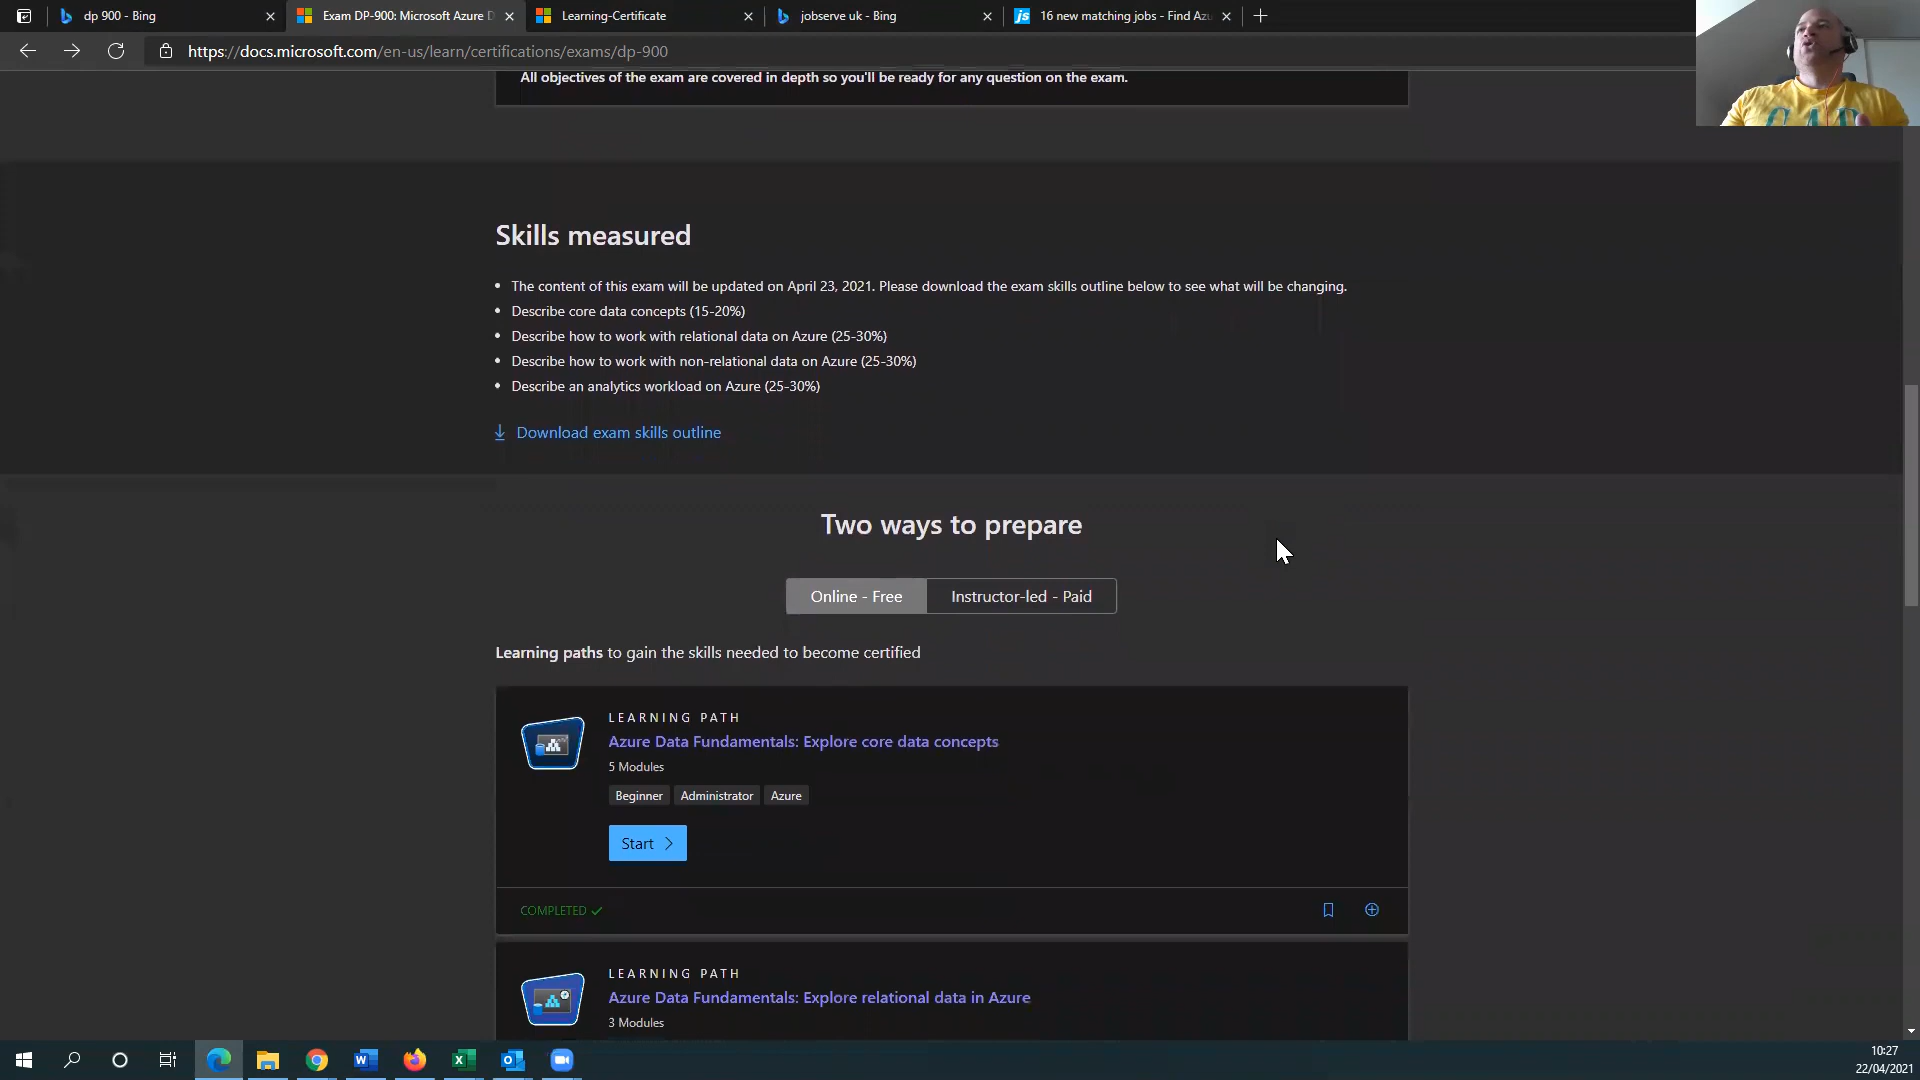 dp 900 - Bing
Exam DP-900: Microsoft Azure D
Learning-Certificate
jobserve uk - Bing
js 16 new matching jobs - Find Azu
https://docs.microsoft.com/en-us/learn/certifications/exams/dp-900
All objectives of the exam are covered in depth so you'll be ready for any question on the exam.
GAP
Skills measured
• The content of this exam will be updated on April 23, 2021. Please download the exam skills outline below to see what will be changing.
• Describe core data concepts (15-20%)
• Describe how to work with relational data on Azure (25-30%)
• Describe how to work with non-relational data on Azure (25-30%)
• Describe an analytics workload on Azure (25-30%)
Download exam skills outline
Two ways to prepare
Online - Free
Instructor-led - Paid
Learning paths to gain the skills needed to become certified
LEARNING PATH
Azure Data Fundamentals: Explore core data concepts
5 Modules
Beginner Administrator Azure
Start
COMPLETED
LEARNING PATH
Azure Data Fundamentals: Explore relational data in Azure
3 Modules
10:27
22/04/2021